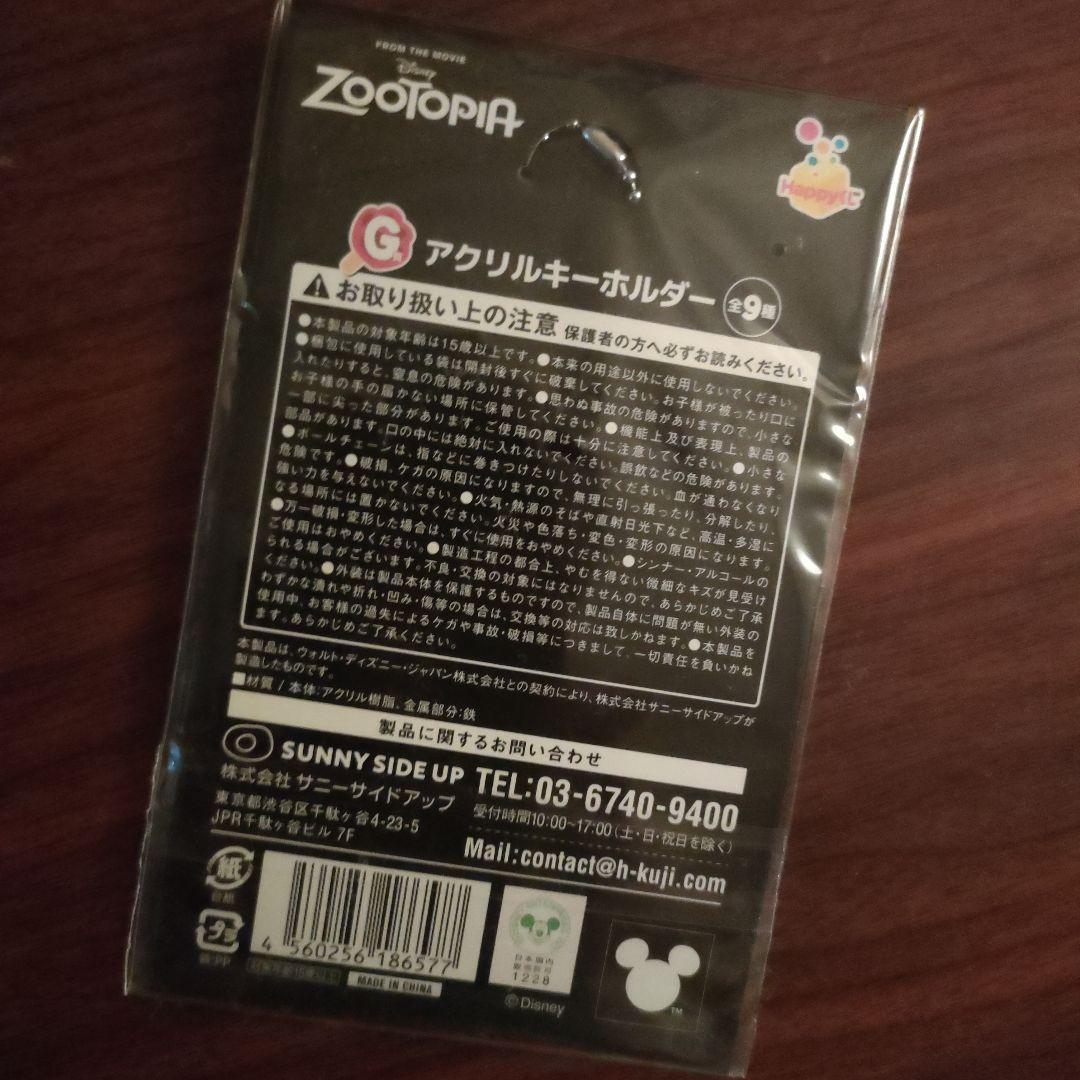 FROM THE MOVIE
Disney
ZOOTOPIA
Happyくじ
G
アクリルキーホルダー 全9種
お取り扱い上の注意 保護者の方へ必ずお読みください。
●本製品の対象年齢は15歳以上です。●本来の用途以外に使用しないでください。
●梱包に使用している袋は開封後すぐに破棄してください。お子様が被ったり口に
入れたりすると、窒息の危険があります。●思わぬ事故の危険がありますので、小さな
お子様の手の届かない場所に保管してください。●機能上及び表現上、製品の
一部に尖った部分があります。ご使用の際は十分に注意してください。●小さな
部品があります。口の中には絶対に入れないでください。誤飲などの危険があります。
●ボールチェーンは、指などに巻きつけたりしないでください。血が通わなくなり
危険です。●破損、ケガの原因になりますので、無理に引っ張ったり、分解したり、
強い力を与えないでください。●火気・熱源のそばや直射日光下など、高温・多湿に
なる場所には置かないでください。火災や色落ち・変色・変形の原因になります。
●万一破損・変形した場合は、すぐに使用をおやめください。●シンナー・アルコールの
ご使用はおやめください。●製造工程の都合上、やむを得ない微細なキズが見受け
られる場合がございます。不良・交換の対象にはなりませんので、あらかじめご了承
ください。●外装は製品本体を保護するものですので、製品自体に問題が無い外装の
わずかな潰れや折れ・凹み・傷等の場合は、交換等の対応は致しかねます。●本製品を
使用中、お客様の過失によるケガや事故・破損等につきまして、一切責任を負いかね
ます。あらかじめご了承ください。
本製品は、ウォルト・ディズニー・ジャパン株式会社との契約により、株式会社サニーサイドアップが
製造したものです。
■材質 / 本体:アクリル樹脂、金属部分:鉄
製品に関するお問い合わせ
SUNNY SIDE UP
株式会社 サニーサイドアップ
東京都渋谷区千駄ヶ谷4-23-5
JPR千駄ヶ谷ビル 7F
TEL:03-6740-9400
受付時間10:00~17:00(土・日・祝日を除く)
Mail:contact@h-kuji.com
紙
台紙
プラ
袋:PP
4 560256 186577
対象年齢15歳以上
MADE IN CHINA
日本国内
販売許可
1228
©Disney
TM